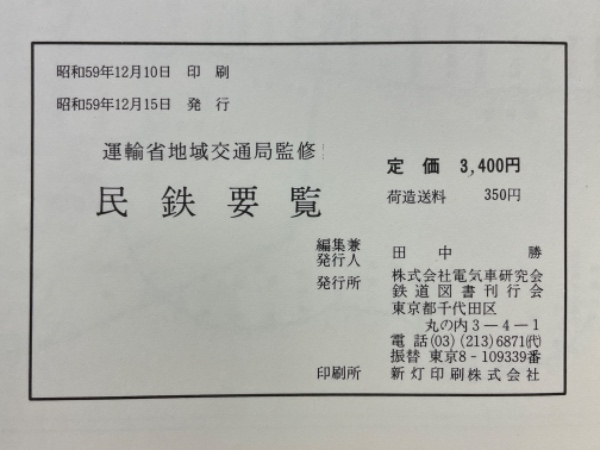 昭和59年12月10日 印 刷
昭和59年12月15日 発 行
運輸省地域交通局監修
民 鉄 要 覧
定 価 3,400円
荷造送料 350円
編集兼
発行人 田 中 勝
発行所 株式会社電気車研究会
鉄 道 図 書 刊 行 会
東京都千代田区
丸の内3―4―1
電 話 (03) (213) 6871㈹
振替 東京8-109339番
印刷所 新灯印刷株式会社